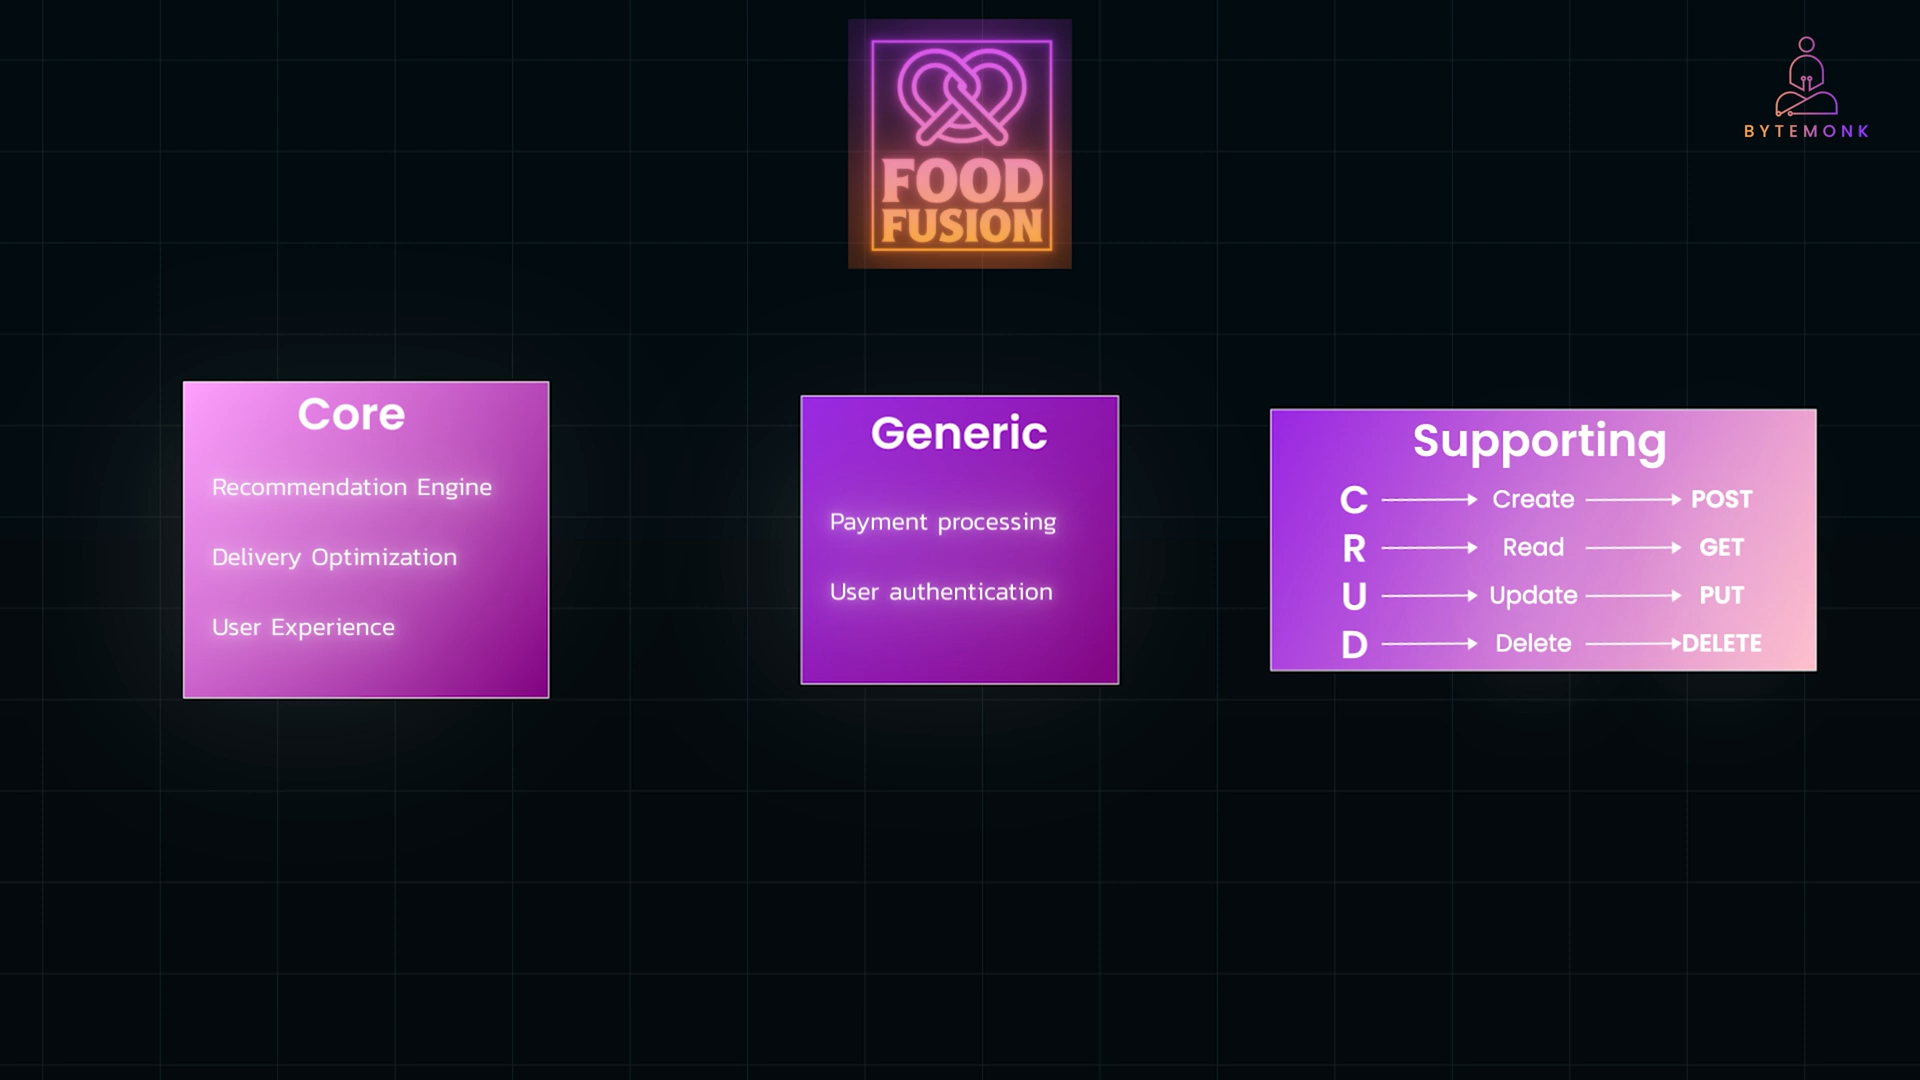 FOOD
FUSION
BYTEMONK
Core
Recommendation Engine
Delivery Optimization
User Experience
Generic
Payment processing
User authentication
Supporting
C Create POST
R Read GET
U Update PUT
D Delete DELETE